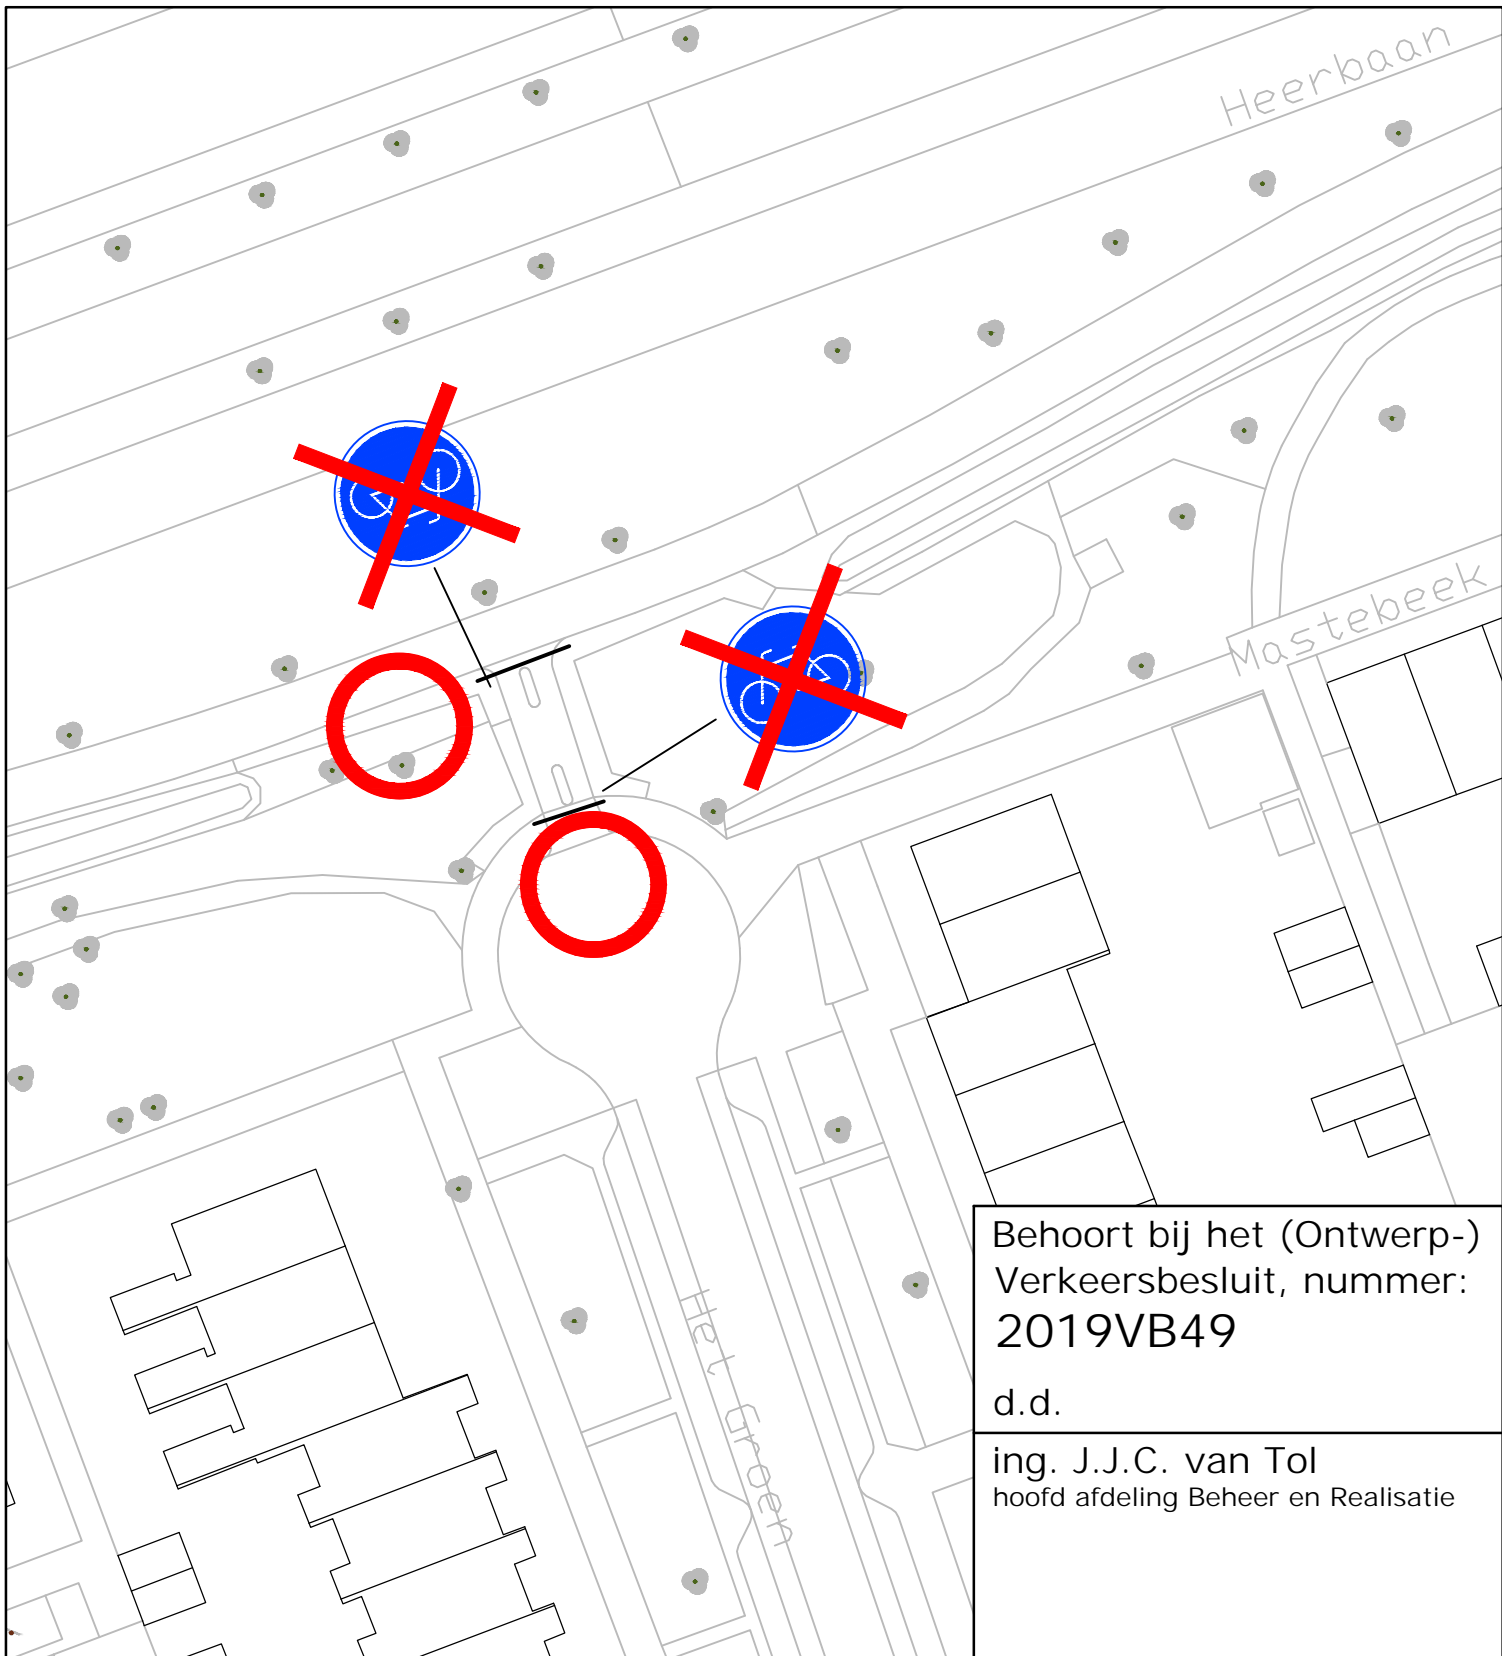 Heerbaan
Mastebeek
Het Groen
Behoort bij het (Ontwerp-)
Verkeersbesluit, nummer:
2019VB49
d.d.
ing. J.J.C. van Tol
hoofd afdeling Beheer en Realisatie